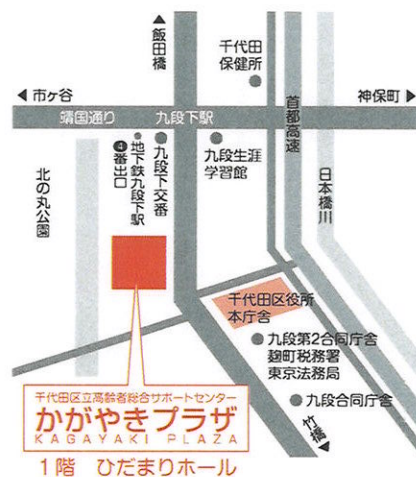 ▲飯田橋
千代田
保健所
◀市ヶ谷
神保町▶
靖国通り
九段下駅
首都高速
❹番出口
地下鉄九段下駅
九段下交番
九段生涯
学習館
北の丸公園
日本橋川
千代田区役所
本庁舎
九段第2合同庁舎
麹町税務署
東京法務局
九段合同庁舎
竹橋▼
千代田区立高齢者総合サポートセンター
かがやきプラザ
KAGAYAKI PLAZA
1階 ひだまりホール